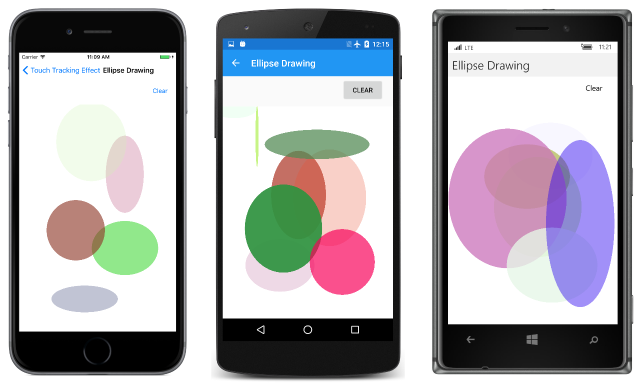 Carrier 11:09 AM
Touch Tracking Effect Ellipse Drawing
Clear
12:15
Ellipse Drawing
CLEAR
LTE 11:21
Ellipse Drawing
Clear